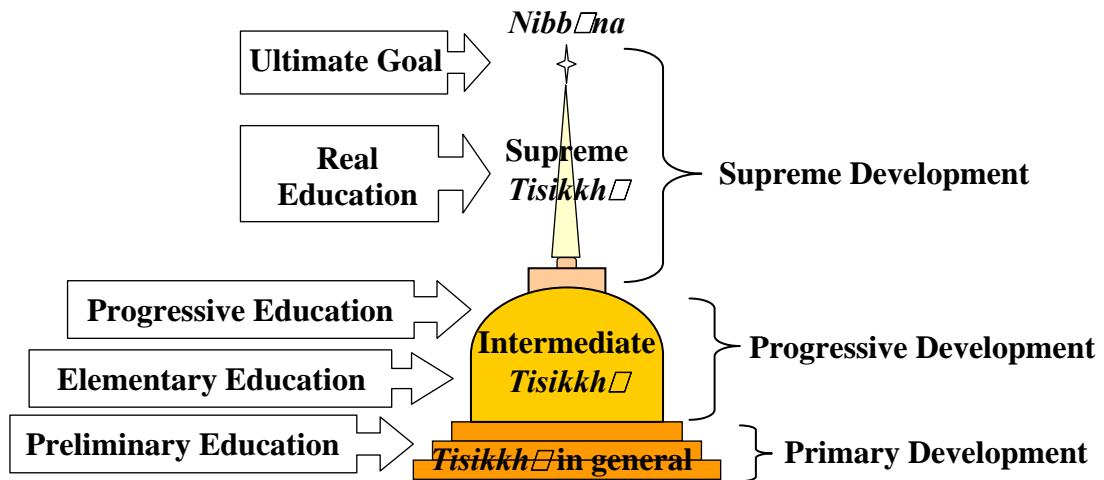 Nibb▯na
Ultimate Goal
Real
Education
Supreme
Tisikkh▯
Supreme Development
Progressive Education
Elementary Education
Intermediate
Tisikkh▯
Progressive Development
Preliminary Education
Tisikkh▯ in general
Primary Development